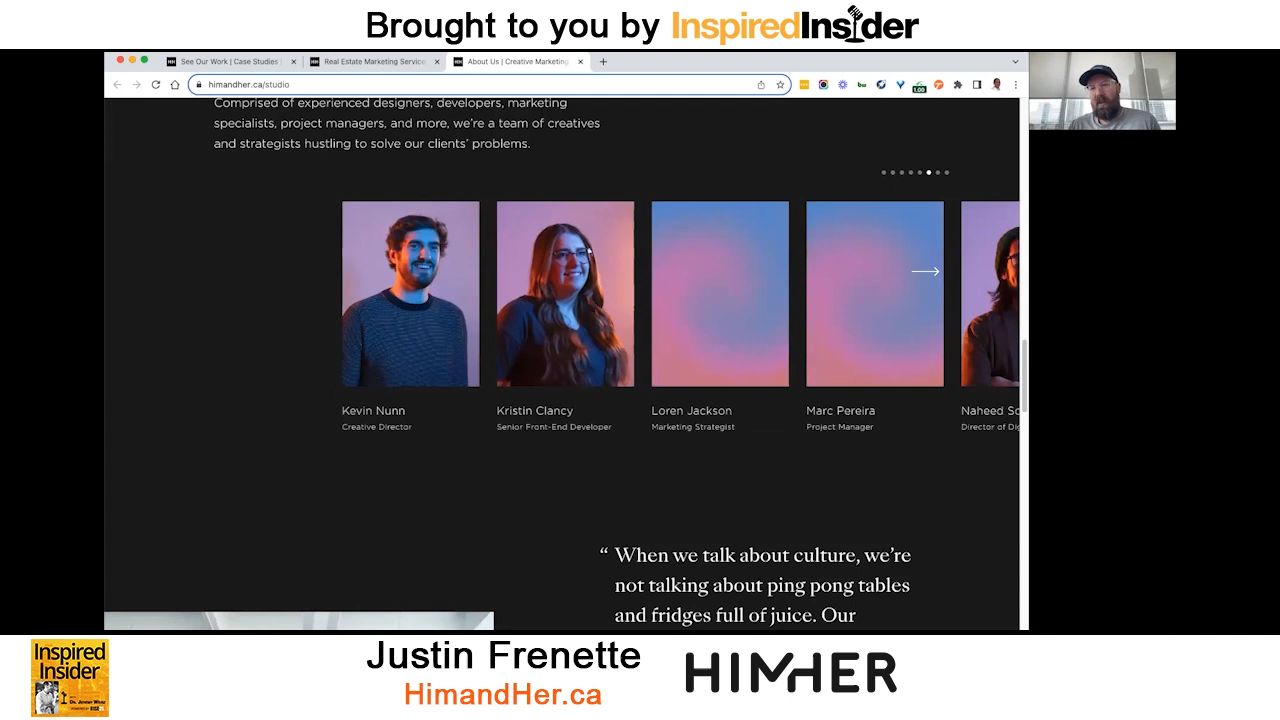 Brought to you by InspiredInsider
See Our Work | Case Studies
Real Estate Marketing Service
About Us | Creative Marketing
himandher.ca/studio
1.00
Comprised of experienced designers, developers, marketing
specialists, project managers, and more, we're a team of creatives
and strategists hustling to solve our clients' problems.
Kevin Nunn
Creative Director
Kristin Clancy
Senior Front-End Developer
Loren Jackson
Marketing Strategist
Marc Pereira
Project Manager
Naheed Sc
Director of Dig
“ When we talk about culture, we're
not talking about ping pong tables
and fridges full of juice. Our
Inspired
Insider
Justin Frenette
HimandHer.ca
HIMHER